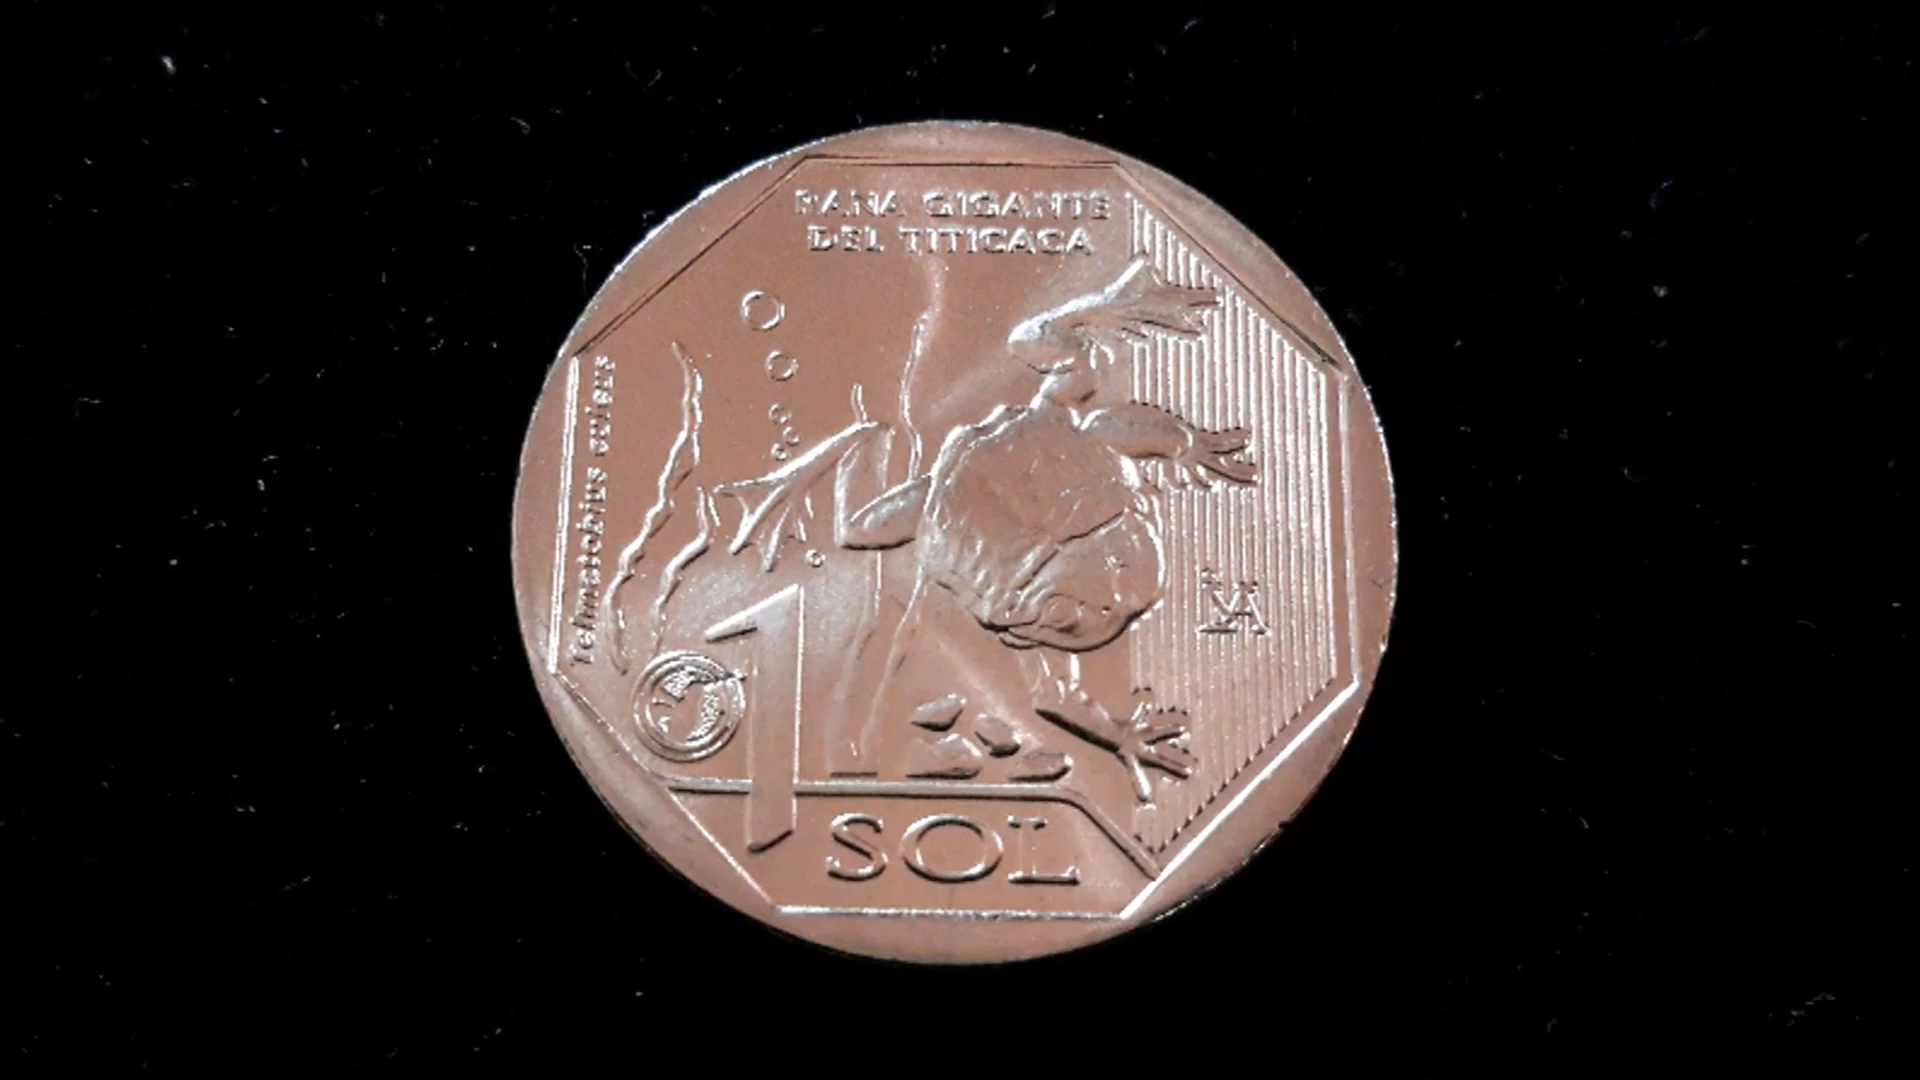 RANA GIGANTE
DEL TITICACA
Telmatobius culeus
1
SOL